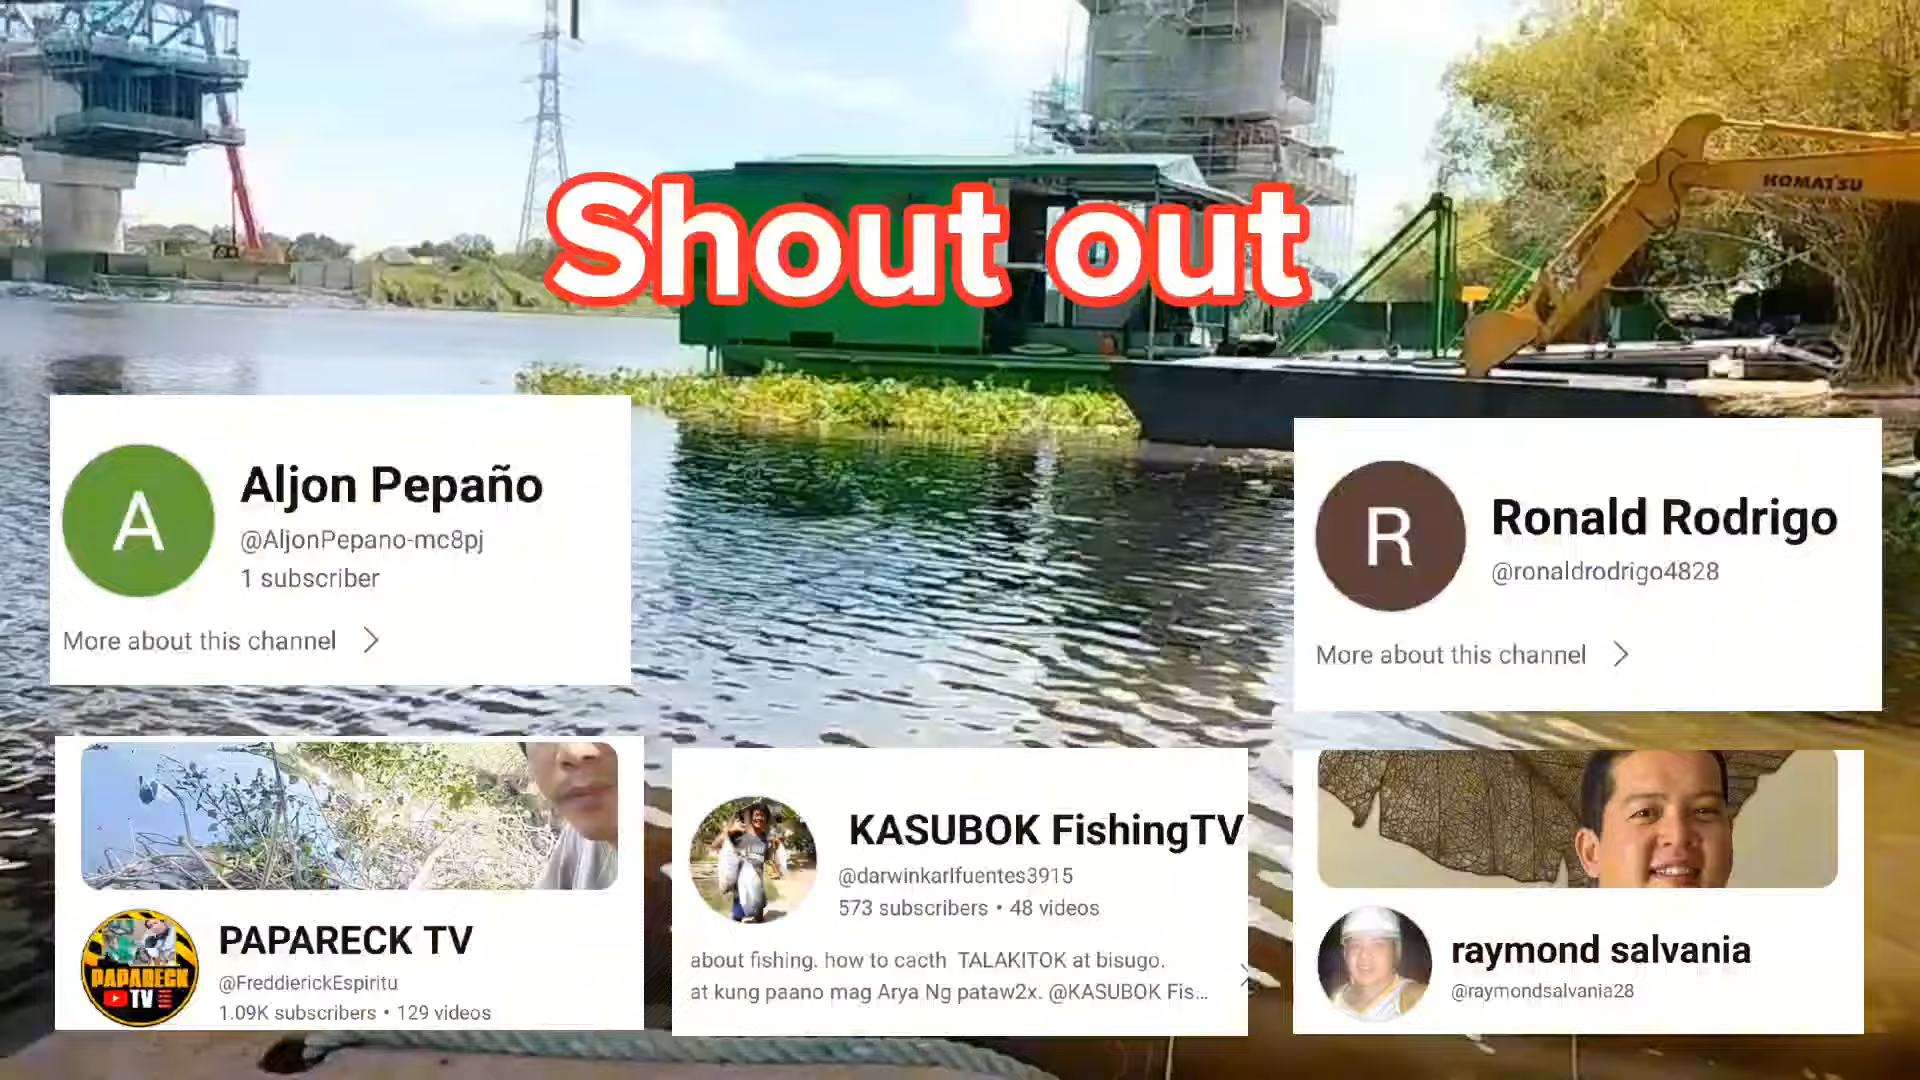 KOMATSU
Shout out
A
Aljon Pepaño
@AljonPepano-mc8pj
1 subscriber
More about this channel
R
Ronald Rodrigo
@ronaldrodrigo4828
More about this channel
PAPARECK
TV
PAPARECK TV
@FreddierickEspiritu
1.09K subscribers • 129 videos
KASUBOK FishingTV
@darwinkarlfuentes3915
573 subscribers • 48 videos
about fishing. how to cacth TALAKITOK at bisugo.
at kung paano mag Arya Ng pataw2x. @KASUBOK Fis...
raymond salvania
@raymondsalvania28